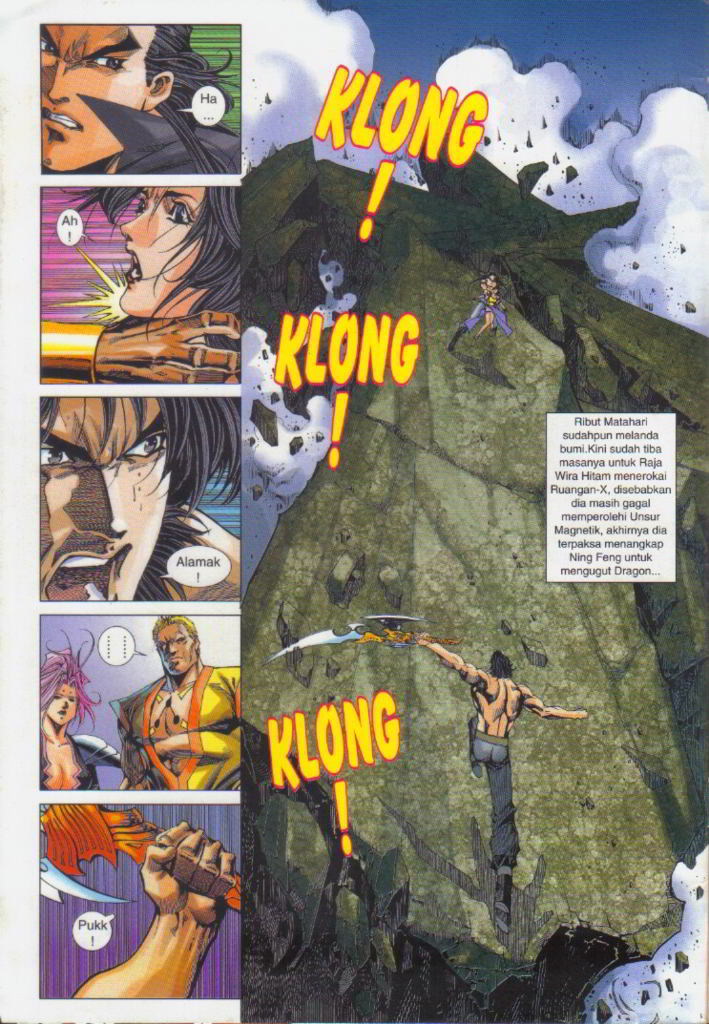 Ha
...
Ah
!
Alamak
!
Pukk
!
KLONG
!
KLONG
!
Ribut Matahari
sudahpun melanda
bumi.Kini sudah tiba
masanya untuk Raja
Wira Hitam menerokai
Ruangan-X, disebabkan
dia masih gagal
memperolehi Unsur
Magnetik, akhirnya dia
terpaksa menangkap
Ning Feng untuk
mengugut Dragon...
KLONG
!